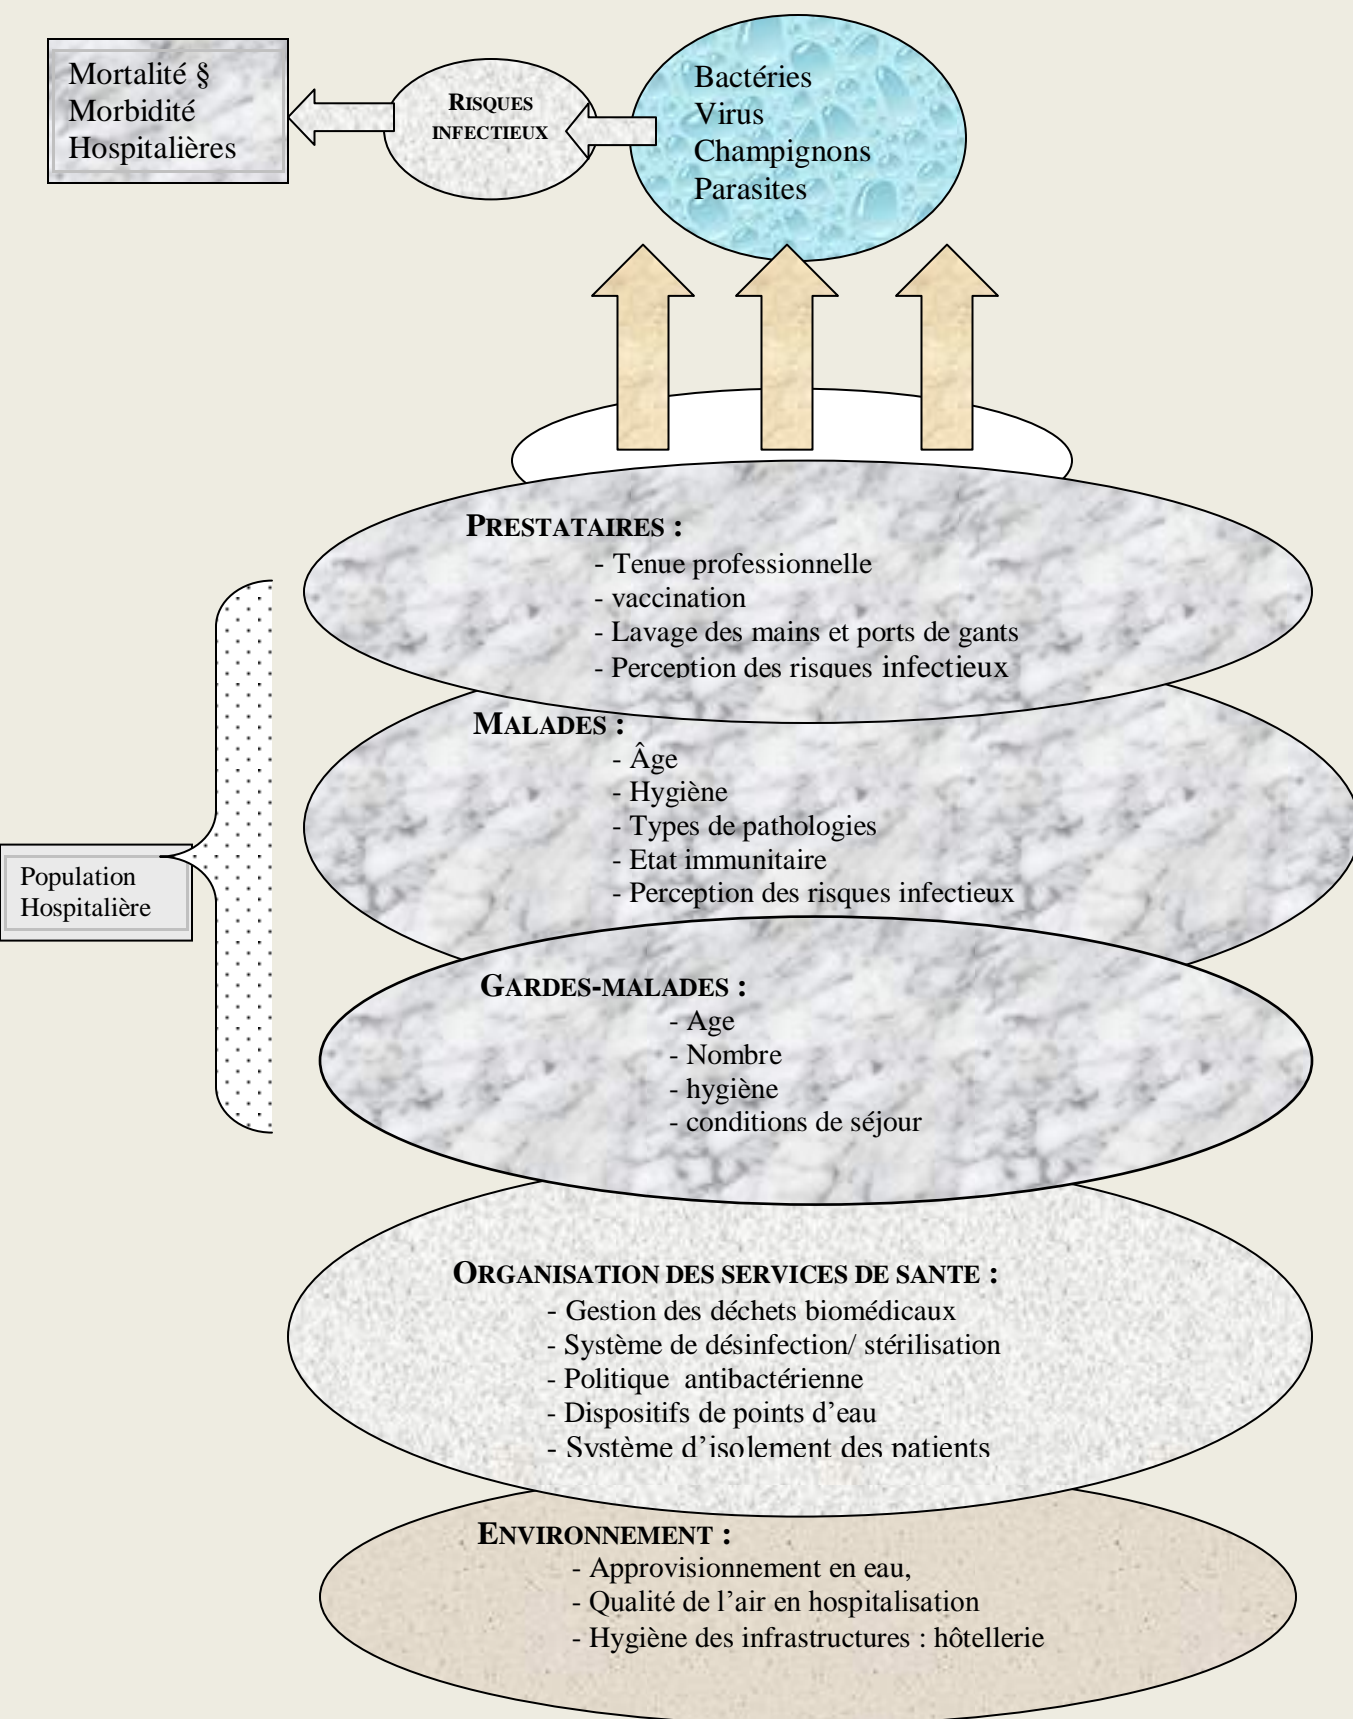 Mortalité §
Morbidité
Hospitalières
RISQUES
INFECTIEUX
Bactéries
Virus
Champignons
Parasites
PRESTATAIRES :
- Tenue professionnelle
- vaccination
- Lavage des mains et ports de gants
- Perception des risques infectieux
MALADES :
- Âge
- Hygiène
- Types de pathologies
- Etat immunitaire
- Perception des risques infectieux
Population
Hospitalière
GARDES-MALADES :
- Age
- Nombre
- hygiène
- conditions de séjour
ORGANISATION DES SERVICES DE SANTE :
- Gestion des déchets biomédicaux
- Système de désinfection/ stérilisation
- Politique antibactérienne
- Dispositifs de points d’eau
- Système d’isolement des patients
ENVIRONNEMENT :
- Approvisionnement en eau,
- Qualité de l’air en hospitalisation
- Hygiène des infrastructures : hôtellerie